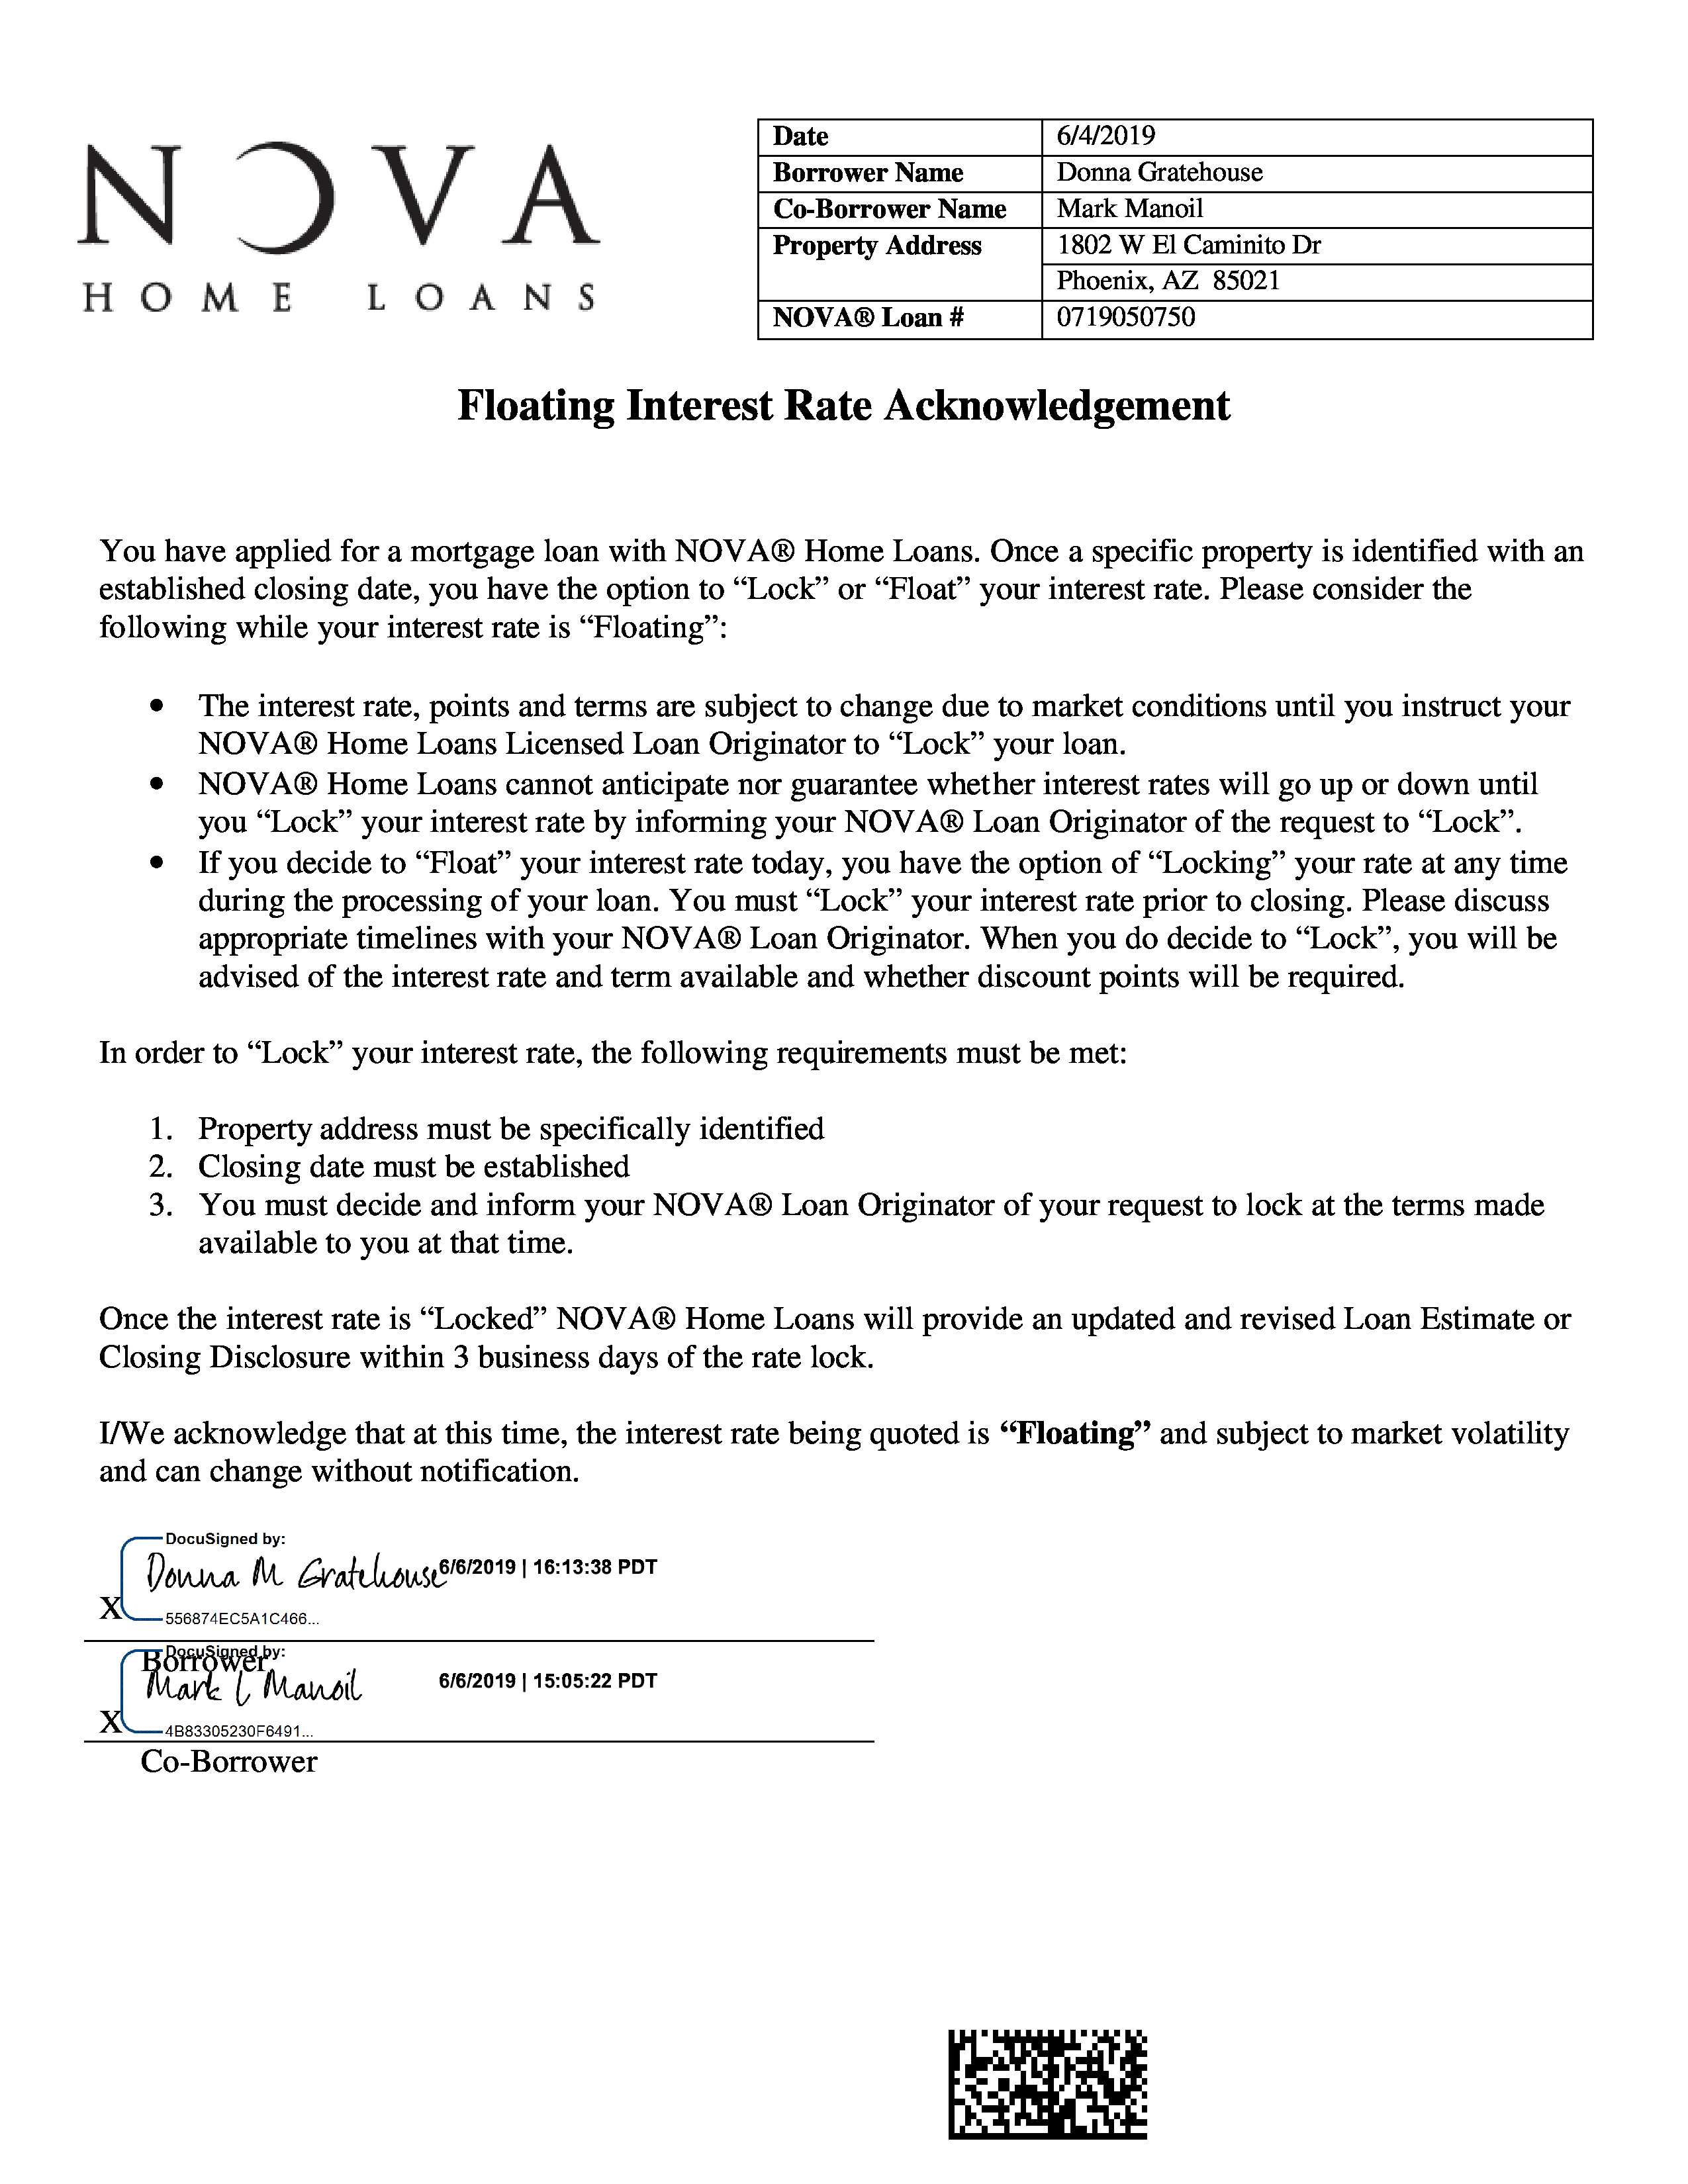 NOVA
HOME LOANS
Date 6/4/2019
Borrower Name Donna Gratehouse
Co-Borrower Name Mark Manoil
Property Address 1802 W El Caminito Dr
Phoenix, AZ 85021
NOVA® Loan # 0719050750
Floating Interest Rate Acknowledgement
You have applied for a mortgage loan with NOVA® Home Loans. Once a specific property is identified with an
established closing date, you have the option to “Lock” or “Float” your interest rate. Please consider the
following while your interest rate is “Floating”:
• The interest rate, points and terms are subject to change due to market conditions until you instruct your
NOVA® Home Loans Licensed Loan Originator to “Lock” your loan.
• NOVA® Home Loans cannot anticipate nor guarantee whether interest rates will go up or down until
you “Lock” your interest rate by informing your NOVA® Loan Originator of the request to “Lock”.
• If you decide to “Float” your interest rate today, you have the option of “Locking” your rate at any time
during the processing of your loan. You must “Lock” your interest rate prior to closing. Please discuss
appropriate timelines with your NOVA® Loan Originator. When you do decide to “Lock”, you will be
advised of the interest rate and term available and whether discount points will be required.
In order to “Lock” your interest rate, the following requirements must be met:
1. Property address must be specifically identified
2. Closing date must be established
3. You must decide and inform your NOVA® Loan Originator of your request to lock at the terms made
available to you at that time.
Once the interest rate is “Locked” NOVA® Home Loans will provide an updated and revised Loan Estimate or
Closing Disclosure within 3 business days of the rate lock.
I/We acknowledge that at this time, the interest rate being quoted is “Floating” and subject to market volatility
and can change without notification.
DocuSigned by:
Donna M Gratehouse 6/6/2019 | 16:13:38 PDT
X 556874EC5A1C466...
DocuSigned by:
Borrower
Mark L Manoil 6/6/2019 | 15:05:22 PDT
X 4B83305230F6491...
Co-Borrower